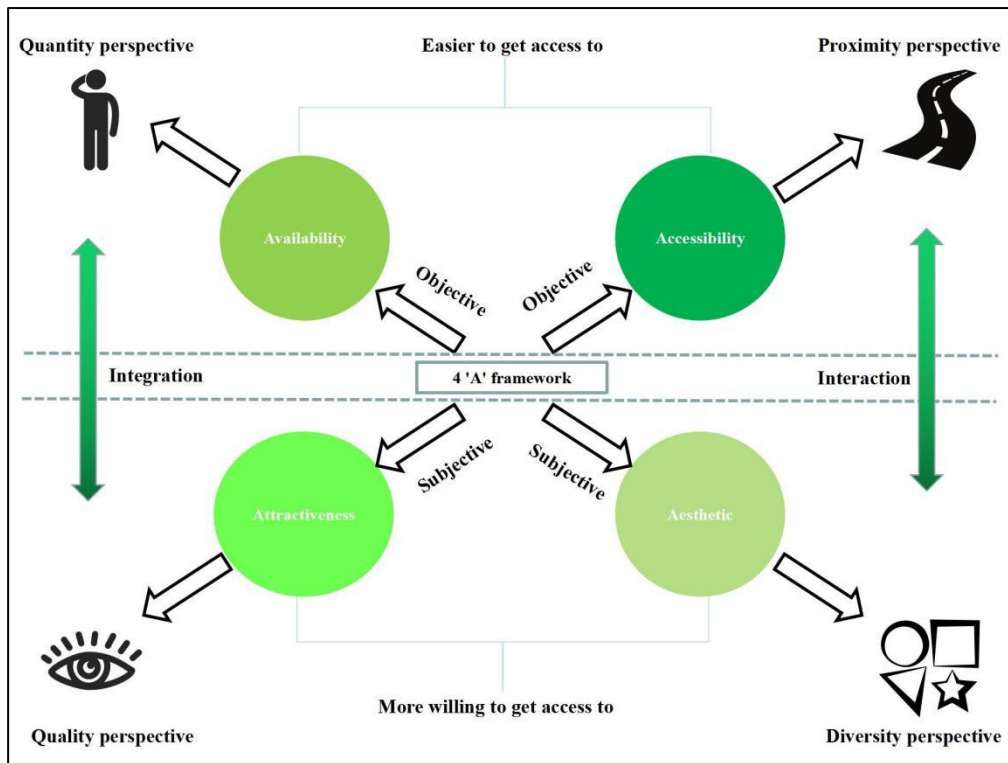 Quantity perspective
Easier to get access to
Proximity perspective
Availability
Accessibility
Objective
Objective
Integration
4 'A' framework
Interaction
Subjective
Subjective
Attractiveness
Aesthetic
More willing to get access to
Quality perspective
Diversity perspective